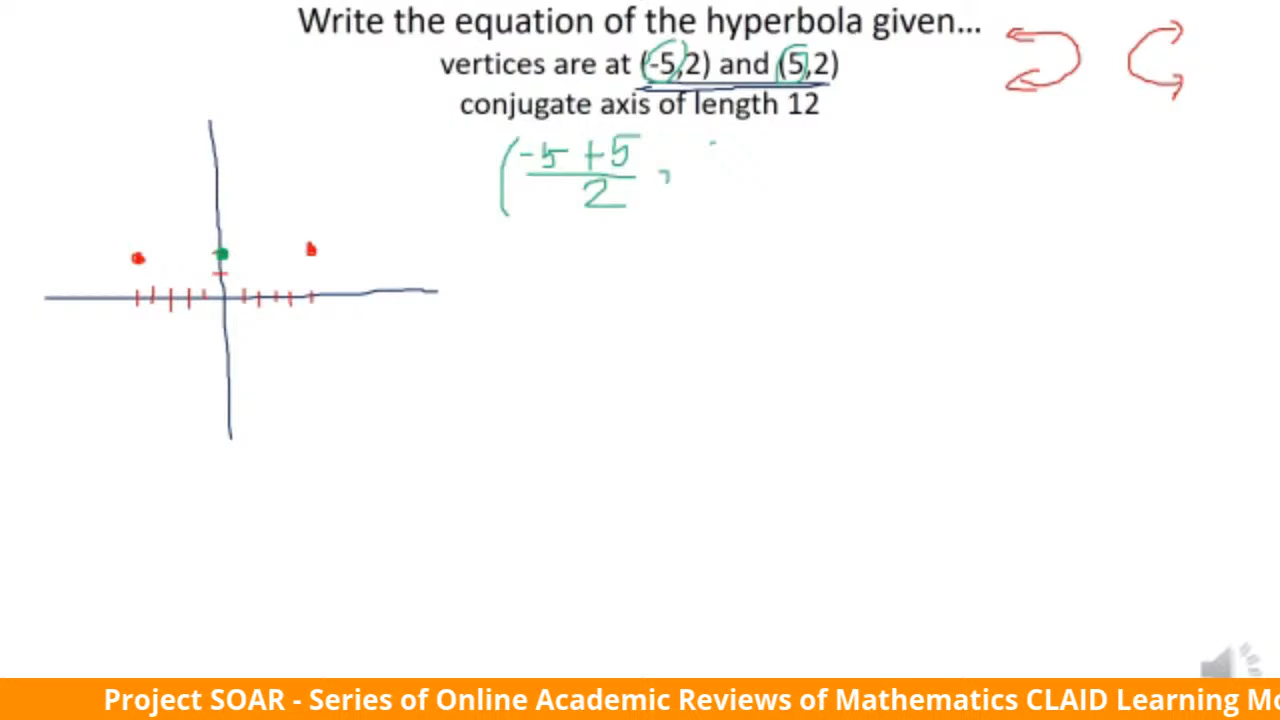 Write the equation of the hyperbola given...
vertices are at (-5,2) and (5,2)
conjugate axis of length 12
(-5 +5
2 ,
Project SOAR - Series of Online Academic Reviews of Mathematics CLAID Learning Mo